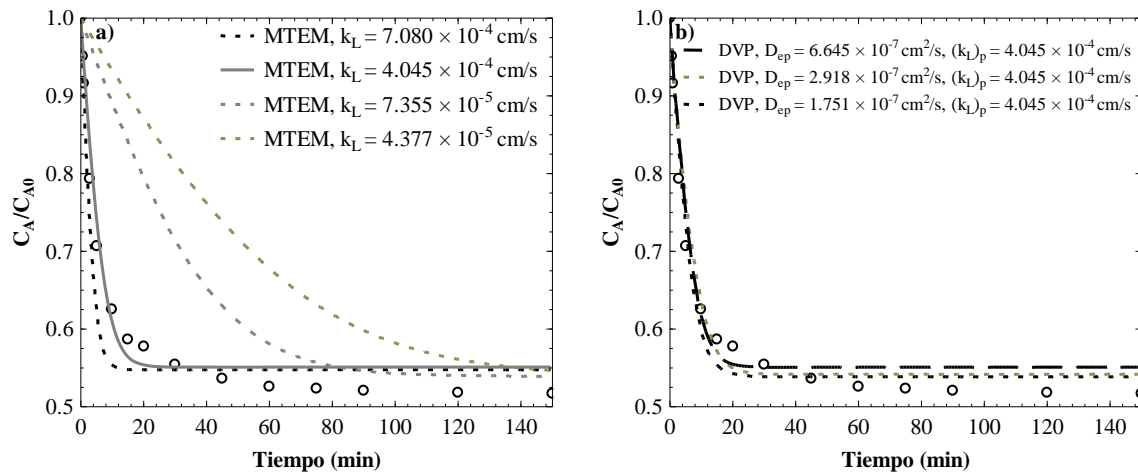 a)
MTEM, k_L = 7.080 × 10^-4 cm/s
MTEM, k_L = 4.045 × 10^-4 cm/s
MTEM, k_L = 7.355 × 10^-5 cm/s
MTEM, k_L = 4.377 × 10^-5 cm/s
1.0
0.9
0.8
0.7
0.6
0.5
C_A/C_A0
0 20 40 60 80 100 120 140
Tiempo (min)
b)
DVP, D_ep = 6.645 × 10^-7 cm^2/s, (k_L)_p = 4.045 × 10^-4 cm/s
DVP, D_ep = 2.918 × 10^-7 cm^2/s, (k_L)_p = 4.045 × 10^-4 cm/s
DVP, D_ep = 1.751 × 10^-7 cm^2/s, (k_L)_p = 4.045 × 10^-4 cm/s
1.0
0.9
0.8
0.7
0.6
0.5
C_A/C_A0
0 20 40 60 80 100 120 140
Tiempo (min)